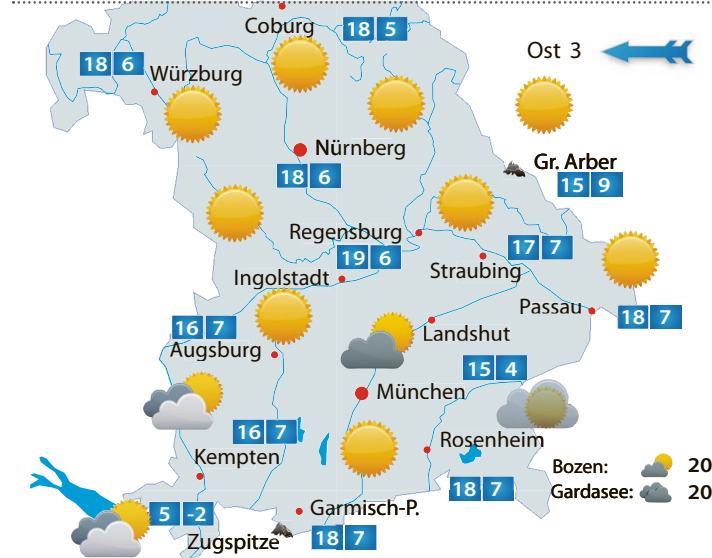 Coburg
18 5
Ost 3
18 6
Würzburg
Nürnberg
18 6
Gr. Arber
15 9
Regensburg
19 6
17 7
Straubing
Ingolstadt
Passau
18 7
16 7
Augsburg
Landshut
15 4
München
16 7
Kempten
Rosenheim
Bozen: 20
Gardasee: 20
18 7
5 -2
Garmisch-P.
Zugspitze
18 7